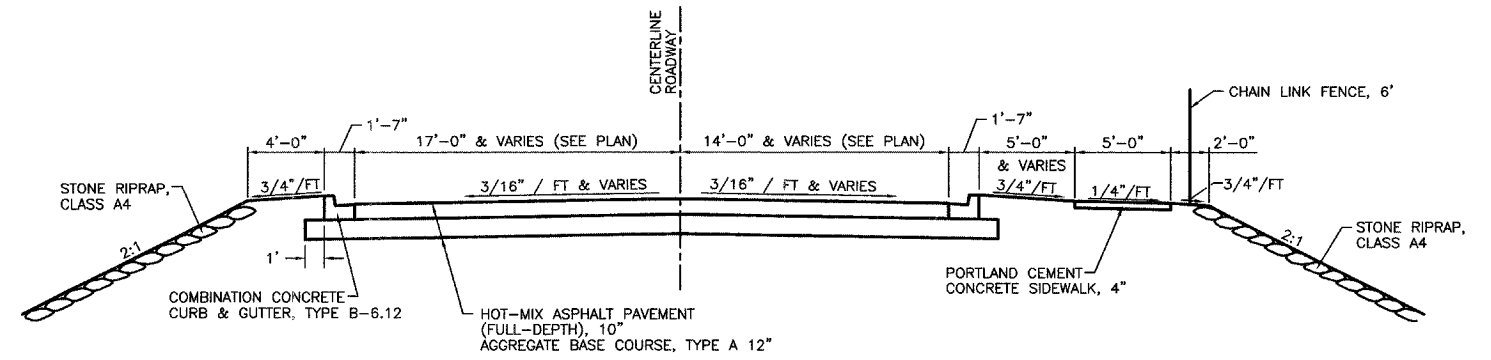 CENTERLINE
ROADWAY
CHAIN LINK FENCE, 6'
1'-7"
1'-7"
4'-0"
17'-0" & VARIES (SEE PLAN)
14'-0" & VARIES (SEE PLAN)
5'-0"
& VARIES
5'-0"
2'-0"
STONE RIPRAP,
CLASS A4
3/4"/FT
3/16" / FT & VARIES
3/16" / FT & VARIES
3/4"/FT
1/4"/FT
3/4"/FT
2:1
2:1
STONE RIPRAP,
CLASS A4
1'
PORTLAND CEMENT
CONCRETE SIDEWALK, 4"
COMBINATION CONCRETE
CURB & GUTTER, TYPE B-6.12
HOT-MIX ASPHALT PAVEMENT
(FULL-DEPTH), 10"
AGGREGATE BASE COURSE, TYPE A 12"